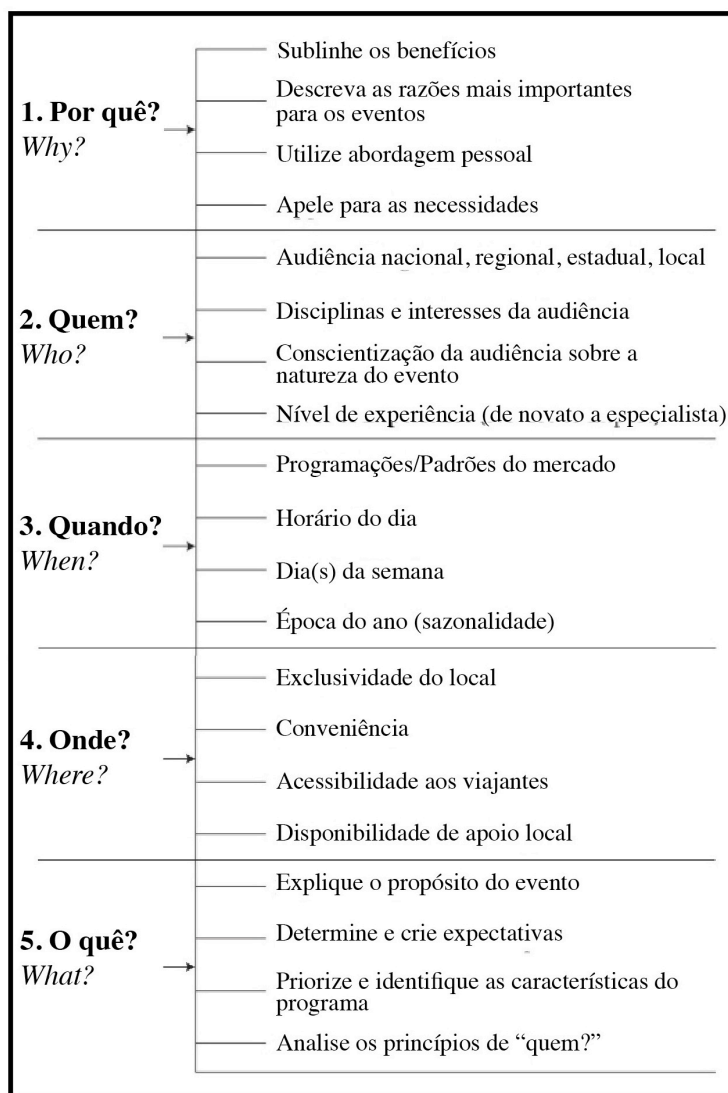 1. Por quê?
Why?
Sublinhe os benefícios
Descreva as razões mais importantes
para os eventos
Utilize abordagem pessoal
Apele para as necessidades
2. Quem?
Who?
Audiência nacional, regional, estadual, local
Disciplinas e interesses da audiência
Conscientização da audiência sobre a
natureza do evento
Nível de experiência (de novato a especialista)
3. Quando?
When?
Programações/Padrões do mercado
Horário do dia
Dia(s) da semana
Época do ano (sazonalidade)
4. Onde?
Where?
Exclusividade do local
Conveniência
Acessibilidade aos viajantes
Disponibilidade de apoio local
5. O quê?
What?
Explique o propósito do evento
Determine e crie expectativas
Priorize e identifique as características do
programa
Analise os princípios de “quem?”